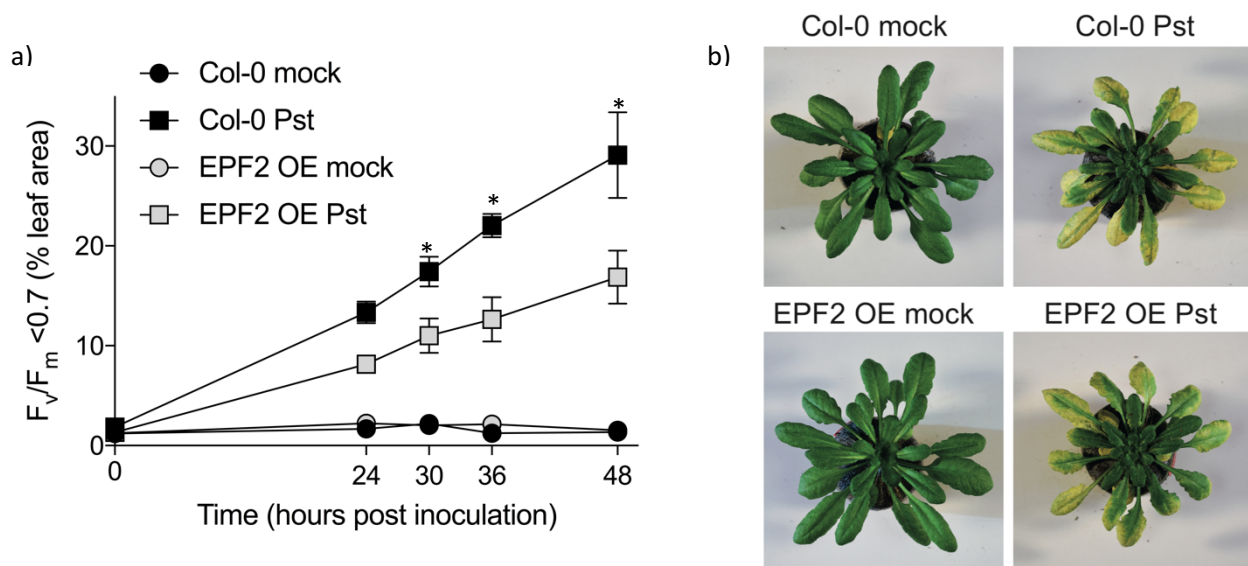 a)
Col-0 mock
Col-0 Pst
EPF2 OE mock
EPF2 OE Pst
Fv/Fm <0.7 (% leaf area)
30
20
10
0
* * *
0 24 30 36 48
Time (hours post inoculation)
b)
Col-0 mock Col-0 Pst
EPF2 OE mock EPF2 OE Pst